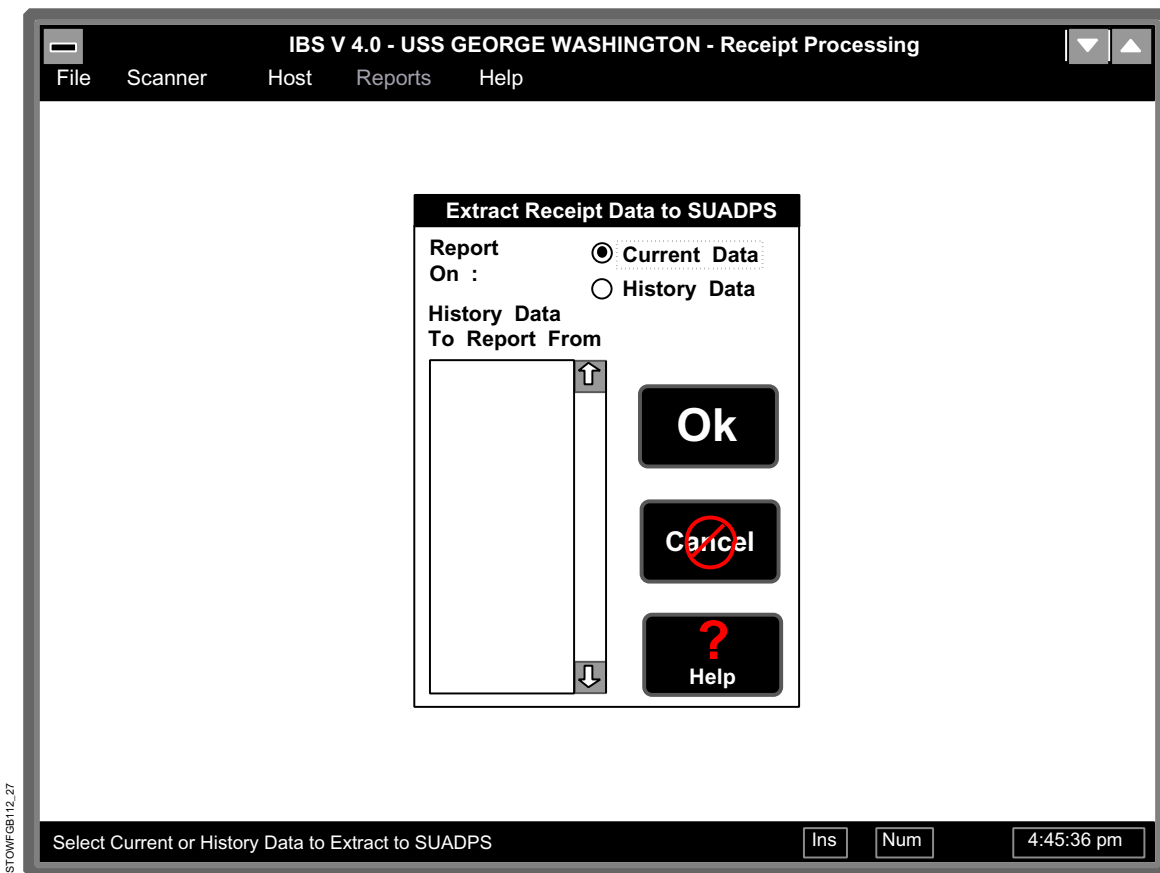 IBS V 4.0 - USS GEORGE WASHINGTON - Receipt Processing
File Scanner Host Reports Help
Extract Receipt Data to SUADPS
Report
On :
Current Data
History Data
History Data
To Report From
Ok
Cancel
?
Help
Select Current or History Data to Extract to SUADPS
Ins
Num
4:45:36 pm
STOWFGB112_27